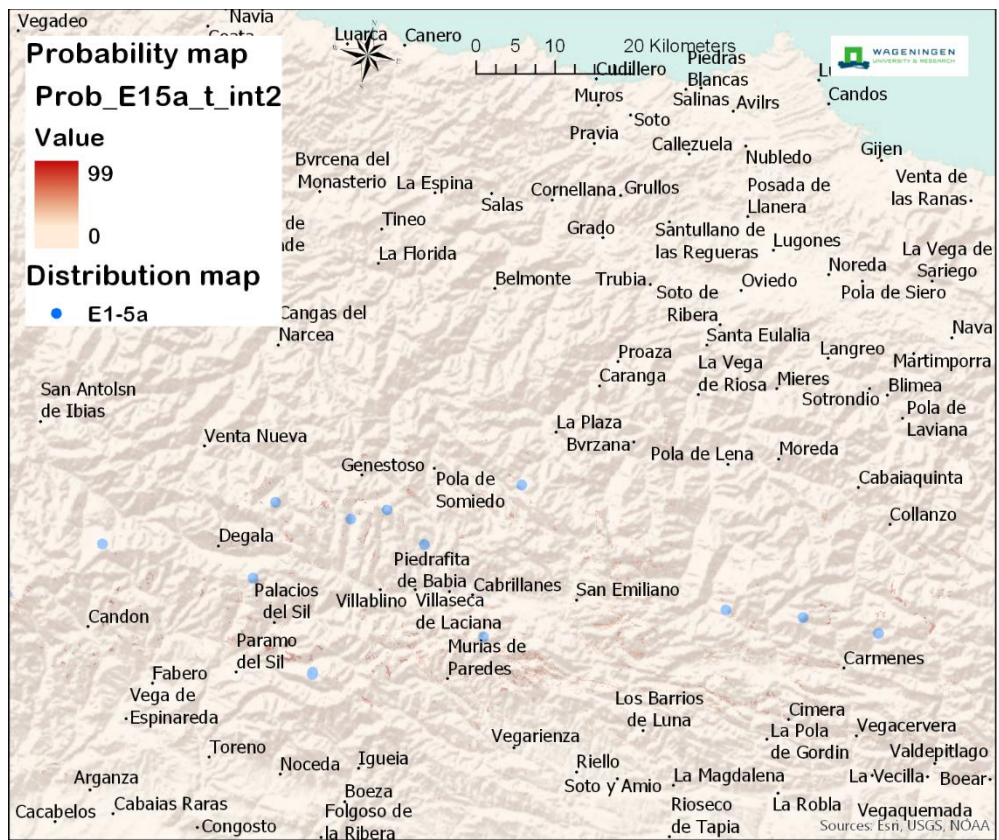 Vegadeo
Navia
Luarca
Canero
Probability map
Prob_E15a_t_int2
Value
99
0
Distribution map
E1-5a
0 5 10 20 Kilometers
WAGENINGEN
UNIVERSITY & RESEARCH
Cudillero
Piedras
Blancas
Muros
Salinas
Avilrs
Candos
Soto
Pravia
Callezuela
Nubledo
Gijen
Bvrcena del
Monasterio
La Espina
Salas
Cornellana
Grullos
Posada de
Llanera
Venta de
las Ranas
Tineo
Grado
Santullano de
las Regueras
Lugones
La Florida
La Vega de
Sariego
Noreda
Belmonte
Trubia
Oviedo
Pola de Siero
Soto de
Ribera
Cangas del
Narcea
Santa Eulalia
Nava
Proaza
Langreo
Martimporra
La Vega
de Riosa
Caranga
Mieres
Blimea
Sotrondio
San Antolsn
de Ibias
Pola de
Laviana
La Plaza
Bvrzana
Venta Nueva
Pola de Lena
Moreda
Genestoso
Pola de
Somiedo
Cabaiaquinta
Collanzo
Degala
Piedrafita
de Babia
Cabrillanes
San Emiliano
Palacios
del Sil
Villablino
Villaseca
de Laciana
Candon
Paramo
del Sil
Murias de
Paredes
Carmenes
Fabero
Vega de
Espinareda
Los Barrios
de Luna
Cimera
Vegacervera
La Pola
de Gordin
Vegarienza
Toreno
Valdepitlago
Noceda
Igueia
Riello
Soto y Amio
La Magdalena
La Vecilla
Boear
Arganza
Boeza
Cacabelos
Cabaias Raras
Folgoso de
la Ribera
Congosto
Rioseco
de Tapia
La Robla
Vegaquemada
Sources: Esri, USGS, NOAA